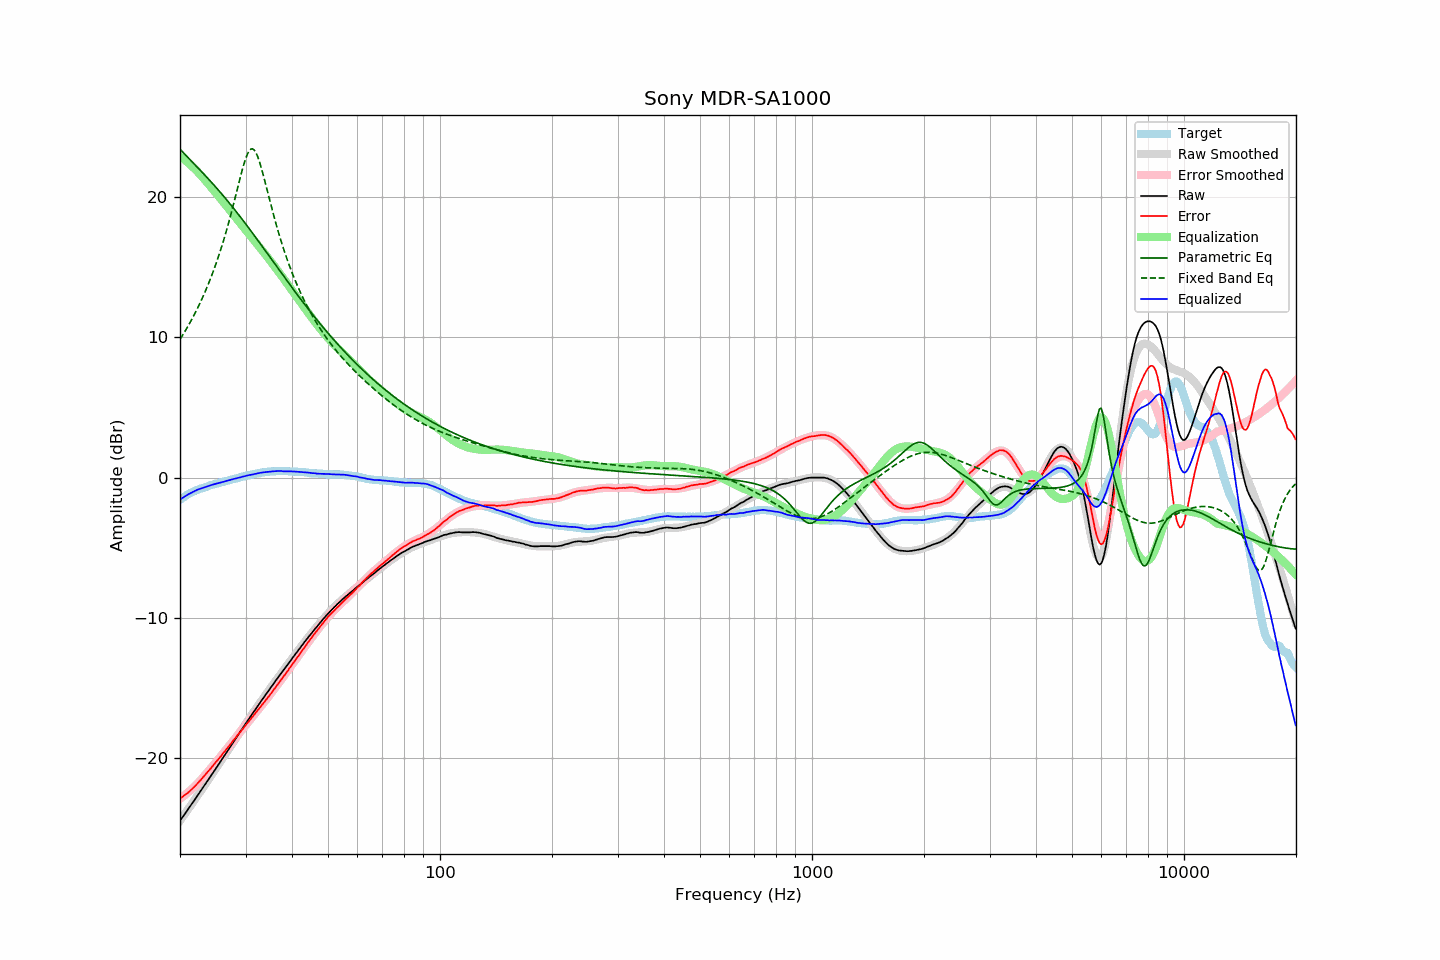 Sony MDR-SA1000
Amplitude (dBr)
20
10
0
−10
−20
100
1000
10000
Frequency (Hz)
Target
Raw Smoothed
Error Smoothed
Raw
Error
Equalization
Parametric Eq
Fixed Band Eq
Equalized